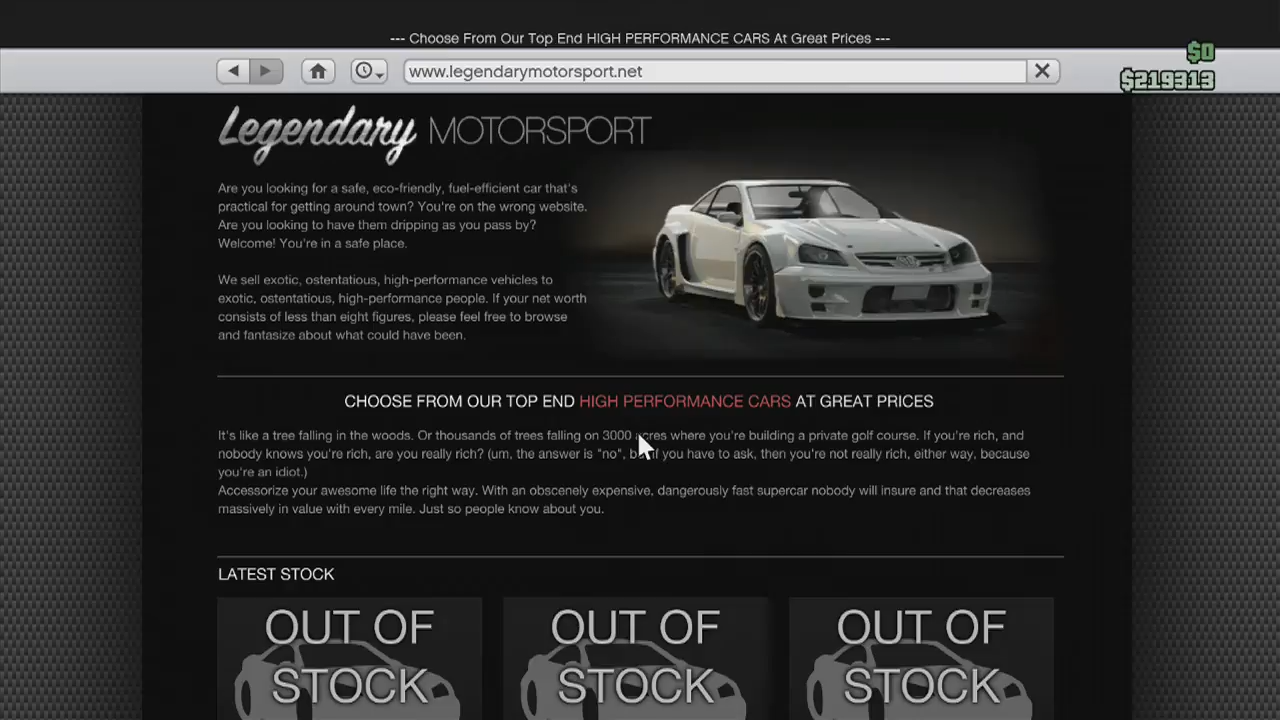 --- Choose From Our Top End HIGH PERFORMANCE CARS At Great Prices ---
$0
www.legendarymotorsport.net
$219313
Legendary MOTORSPORT
Are you looking for a safe, eco-friendly, fuel-efficient car that's
practical for getting around town? You're on the wrong website.
Are you looking to have them dripping as you pass by?
Welcome! You're in a safe place.
We sell exotic, ostentatious, high-performance vehicles to
exotic, ostentatious, high-performance people. If your net worth
consists of less than eight figures, please feel free to browse
and fantasize about what could have been.
CHOOSE FROM OUR TOP END HIGH PERFORMANCE CARS AT GREAT PRICES
It's like a tree falling in the woods. Or thousands of trees falling on 3000 acres where you're building a private golf course. If you're rich, and
nobody knows you're rich, are you really rich? (um, the answer is "no", but if you have to ask, then you're not really rich, either way, because
you're an idiot.)
Accessorize your awesome life the right way. With an obscenely expensive, dangerously fast supercar nobody will insure and that decreases
massively in value with every mile. Just so people know about you.
LATEST STOCK
OUT OF STOCK
OUT OF STOCK
OUT OF STOCK